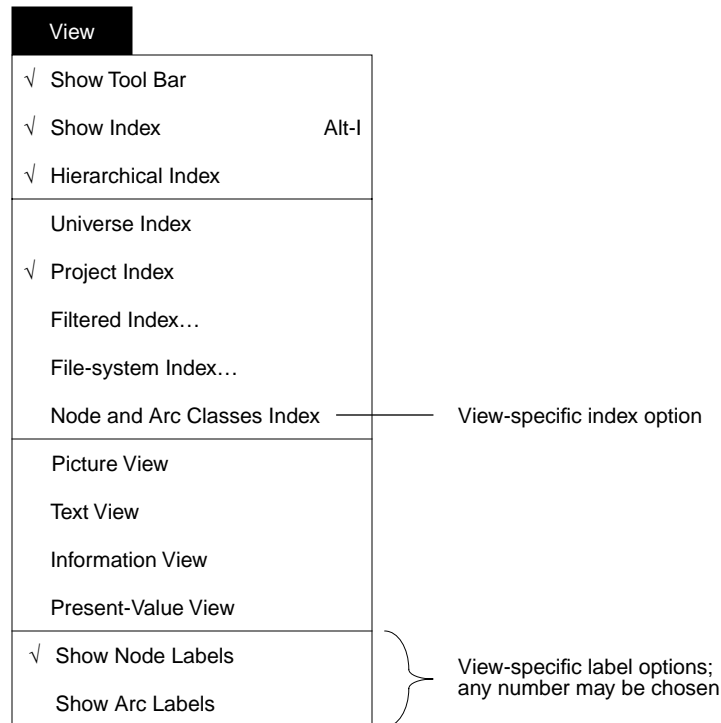 View
√ Show Tool Bar
√ Show Index Alt-I
√ Hierarchical Index
Universe Index
√ Project Index
Filtered Index…
File-system Index…
Node and Arc Classes Index
View-specific index option
Picture View
Text View
Information View
Present-Value View
√ Show Node Labels
Show Arc Labels
View-specific label options;
any number may be chosen